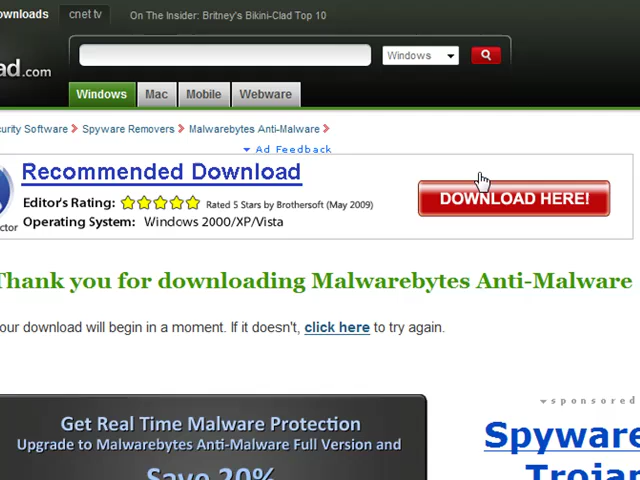 ownloads cnet tv On The Insider: Britney's Bikini-Clad Top 10
ad.com
Windows
Windows Mac Mobile Webware
curity Software Spyware Removers Malwarebytes Anti-Malware
Ad Feedback
Recommended Download
Editor's Rating: Rated 5 Stars by Brothersoft (May 2009)
DOWNLOAD HERE!
Operating System: Windows 2000/XP/Vista
ctor
Thank you for downloading Malwarebytes Anti-Malware
our download will begin in a moment. If it doesn't, click here to try again.
sponsored
Get Real Time Malware Protection
Upgrade to Malwarebytes Anti-Malware Full Version and
Save 20%
Spyware
Trojan